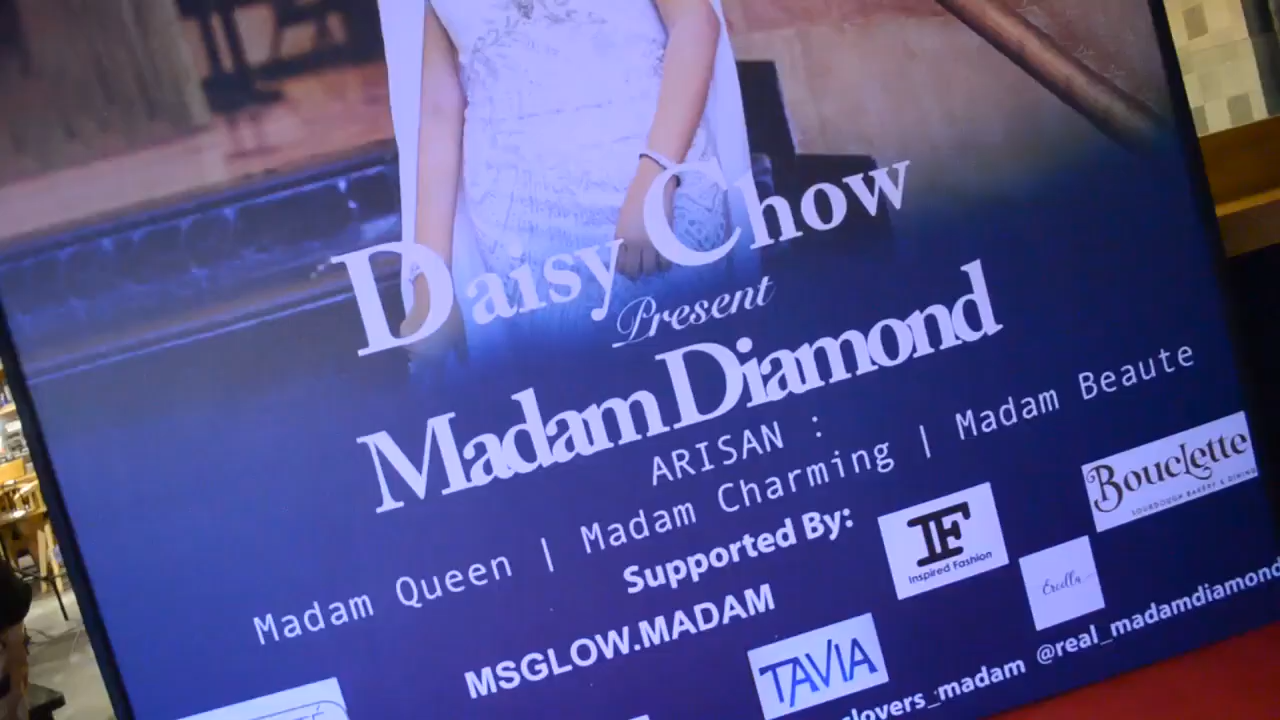 Daisy Chow
Present
Madam Diamond
ARISAN :
Madam Queen | Madam Charming | Madam Beaute
Supported By:
MSGLOW.MADAM
IF
Inspired Fashion
Bouclette
SOURDOUGH BAKERY & DINING
Ercella
TAVIA
clovers_madam @real_madamdiamond